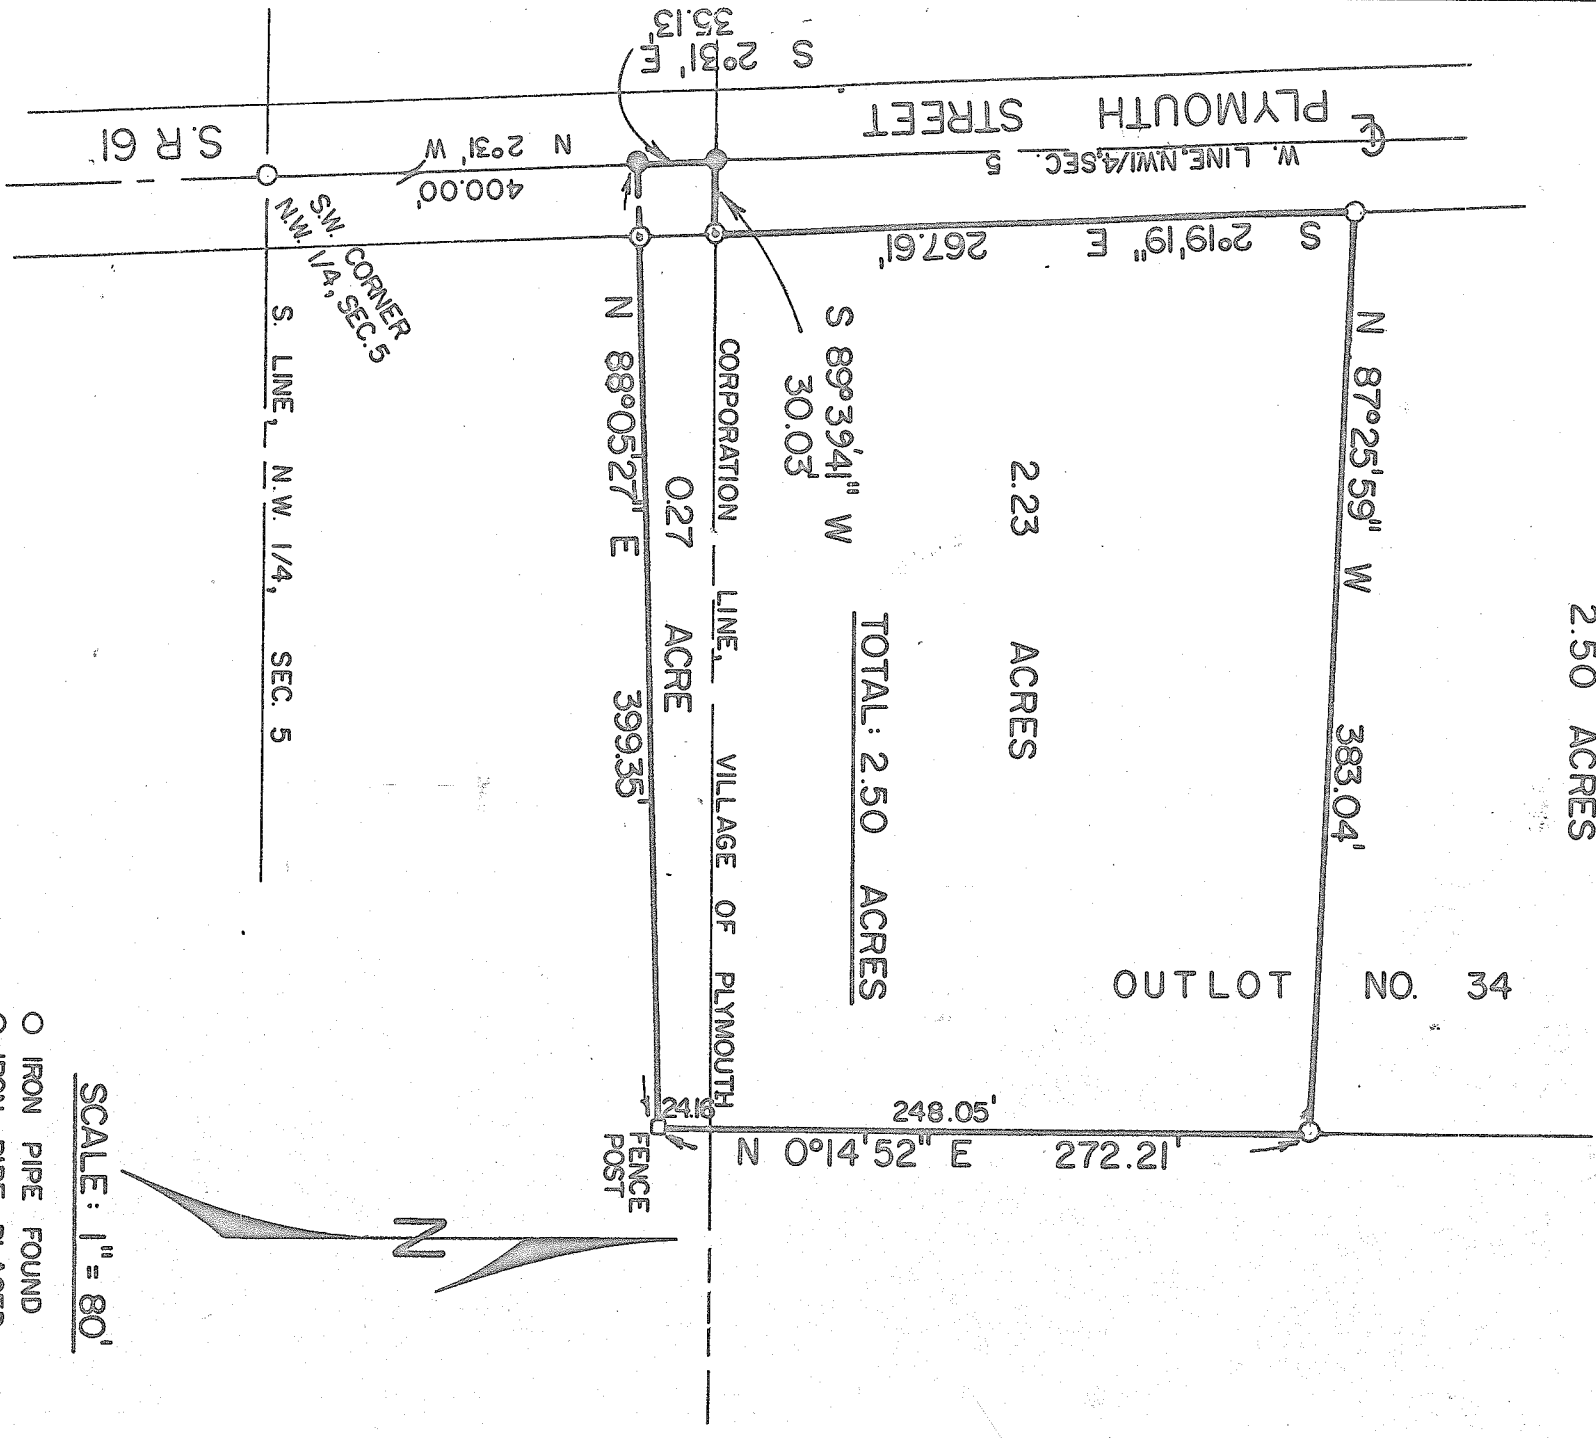 S 2°31' E
35.13'
PLYMOUTH STREET
W. LINE, NW1/4, SEC. 5
S.R 61
N 2°31' W
400.00'
S.W. CORNER
N.W. 1/4, SEC. 5
S. LINE, N.W. 1/4, SEC. 5
S 2°19'19" E 267.61'
N 87°25'59" W 383.04'
2.50 ACRES
S 89°39'41" W
30.03'
CORPORATION LINE, VILLAGE OF PLYMOUTH
N 88°05'27" E 399.35'
0.27 ACRE
2.23 ACRES
TOTAL: 2.50 ACRES
OUTLOT NO. 34
24.16
248.05'
N 0°14'52" E 272.21'
FENCE
POST
N
SCALE: 1" = 80'
O IRON PIPE FOUND